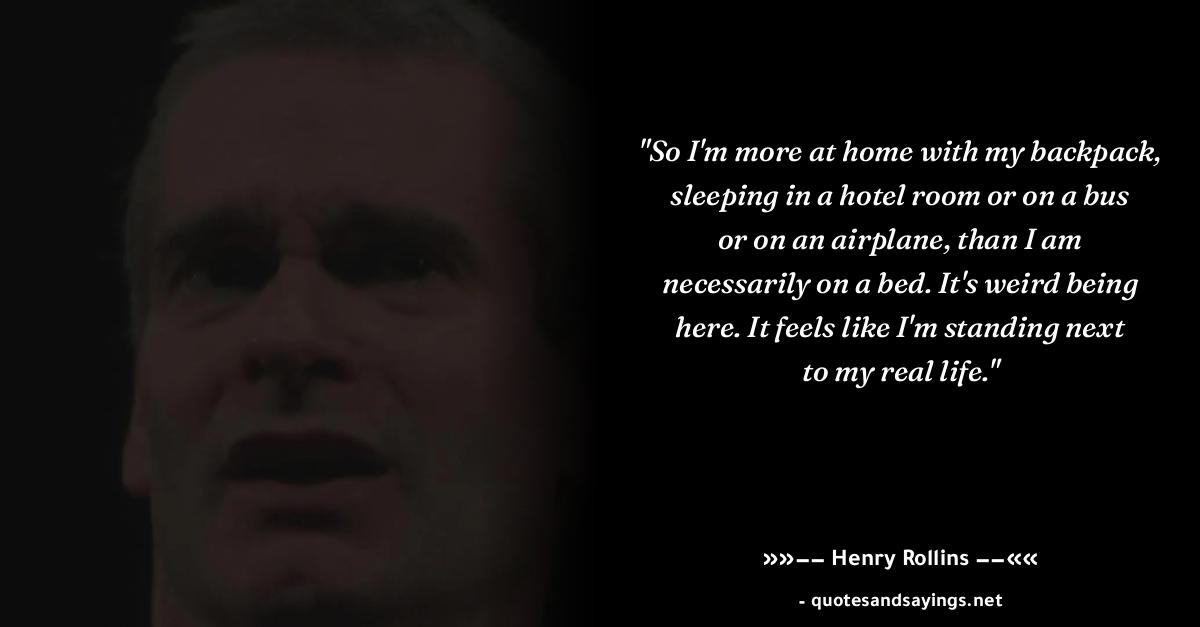 "So I'm more at home with my backpack,
sleeping in a hotel room or on a bus
or on an airplane, than I am
necessarily on a bed. It's weird being
here. It feels like I'm standing next
to my real life."
»»–– Henry Rollins ––««
- quotesandsayings.net